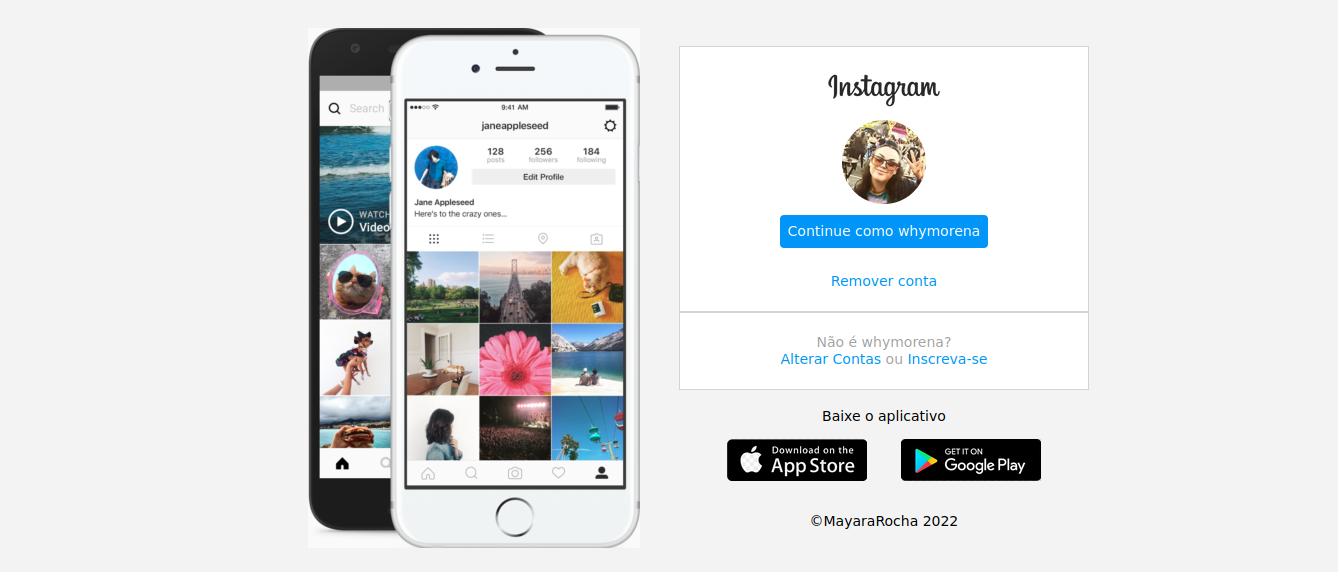 Search
WATCH
Video
9:41 AM
janeappleseed
128 256 184
posts followers following
Edit Profile
Jane Appleseed
Here's to the crazy ones...
Instagram
Continue como whymorena
Remover conta
Não é whymorena?
Alterar Contas ou Inscreva-se
Baixe o aplicativo
Download on the
App Store
GET IT ON
Google Play
©MayaraRocha 2022